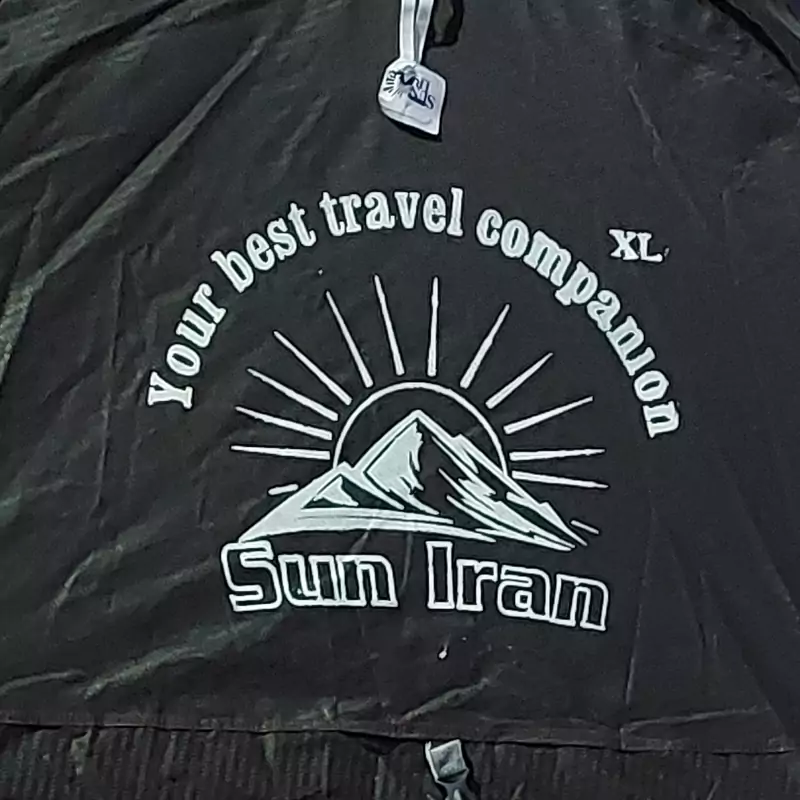 Your best travel companion
XL
Sun Iran